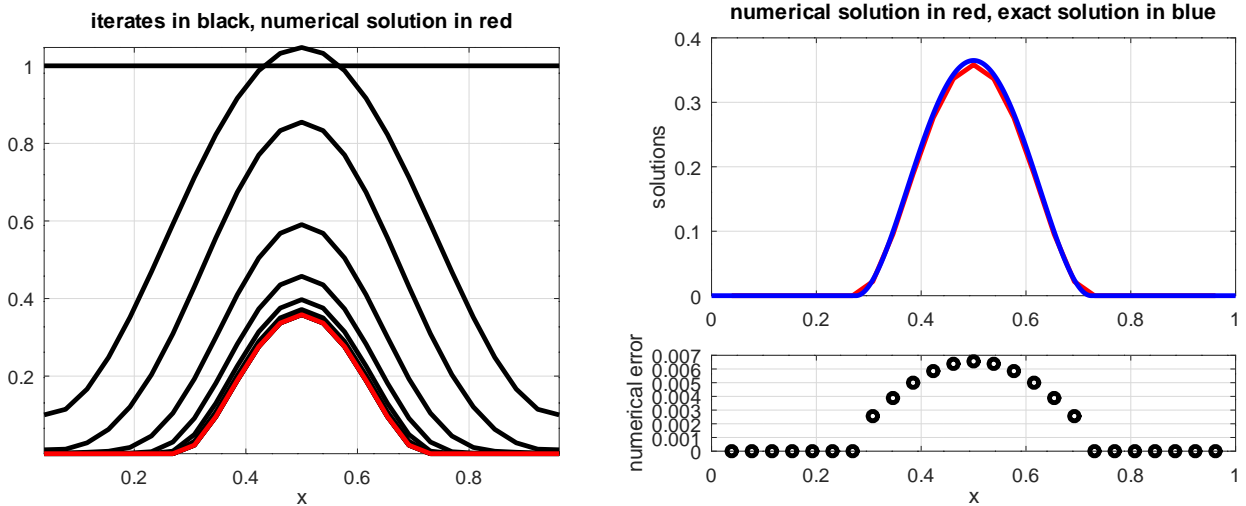 iterates in black, numerical solution in red
1
0.8
0.6
0.4
0.2
0.2 0.4 0.6 0.8
x
numerical solution in red, exact solution in blue
0.4
0.3
0.2
0.1
0
solutions
0 0.2 0.4 0.6 0.8 1
0.007
0.006
0.005
0.004
0.003
0.002
0.001
0
numerical error
0 0.2 0.4 0.6 0.8 1
x